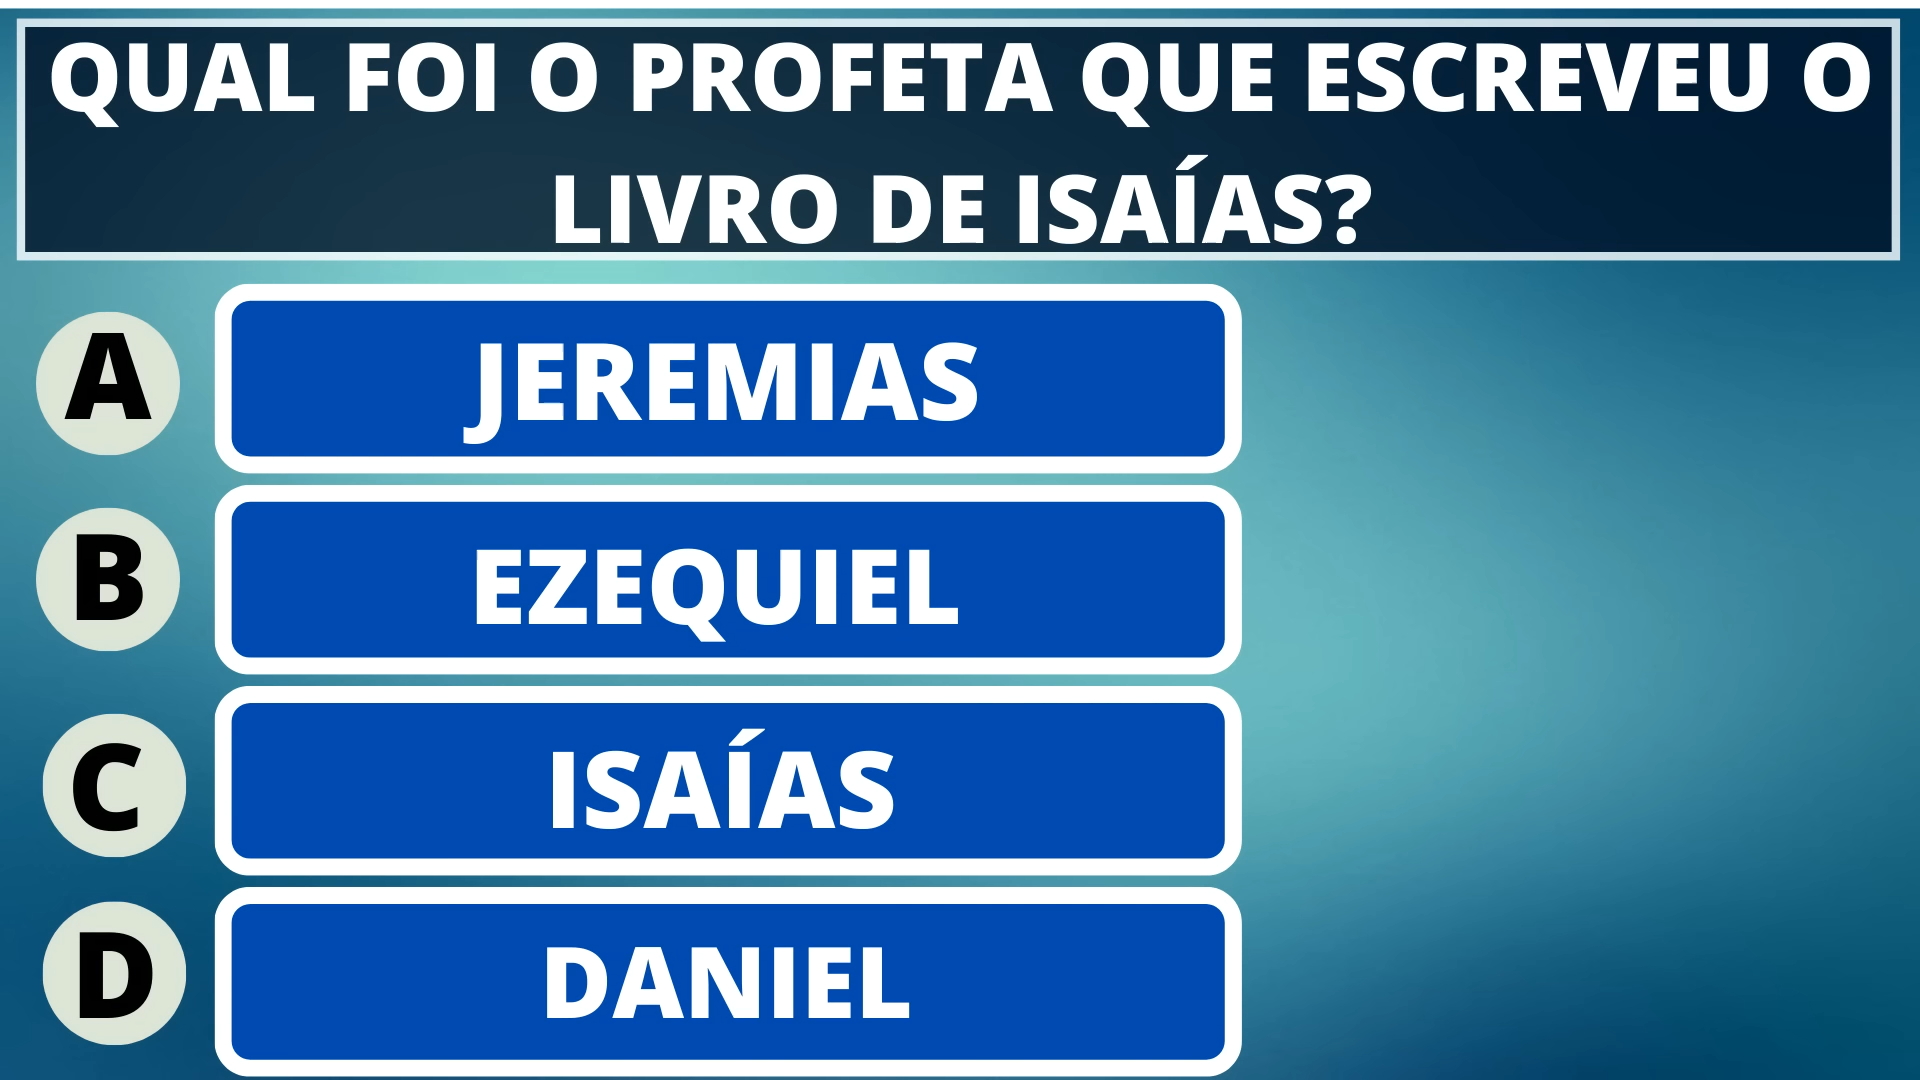 QUAL FOI O PROFETA QUE ESCREVEU O
LIVRO DE ISAÍAS?
A
JEREMIAS
B
EZEQUIEL
C
ISAÍAS
D
DANIEL